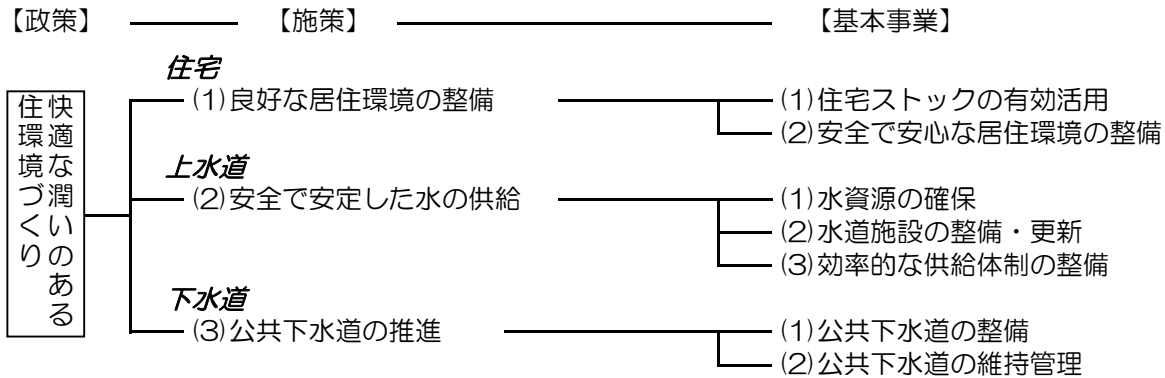 【政策】 【施策】 【基本事業】
快適な潤いのある
住環境づくり
住宅
(1)良好な居住環境の整備
(1)住宅ストックの有効活用
(2)安全で安心な居住環境の整備
上水道
(2)安全で安定した水の供給
(1)水資源の確保
(2)水道施設の整備・更新
(3)効率的な供給体制の整備
下水道
(3)公共下水道の推進
(1)公共下水道の整備
(2)公共下水道の維持管理